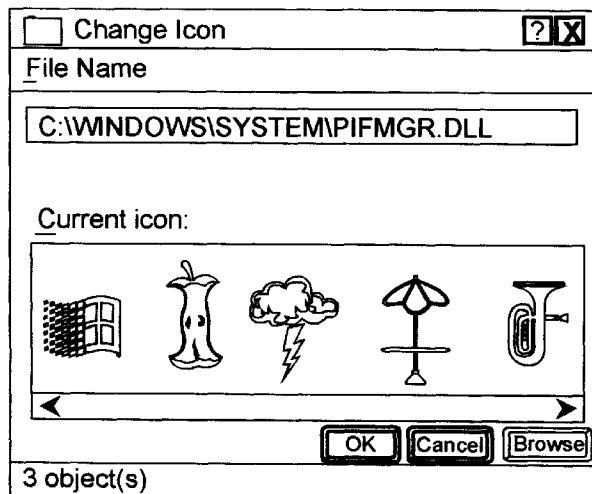 Change Icon ? X
File Name
C:\WINDOWS\SYSTEM\PIFMGR.DLL
Current icon:
OK Cancel Browse
3 object(s)